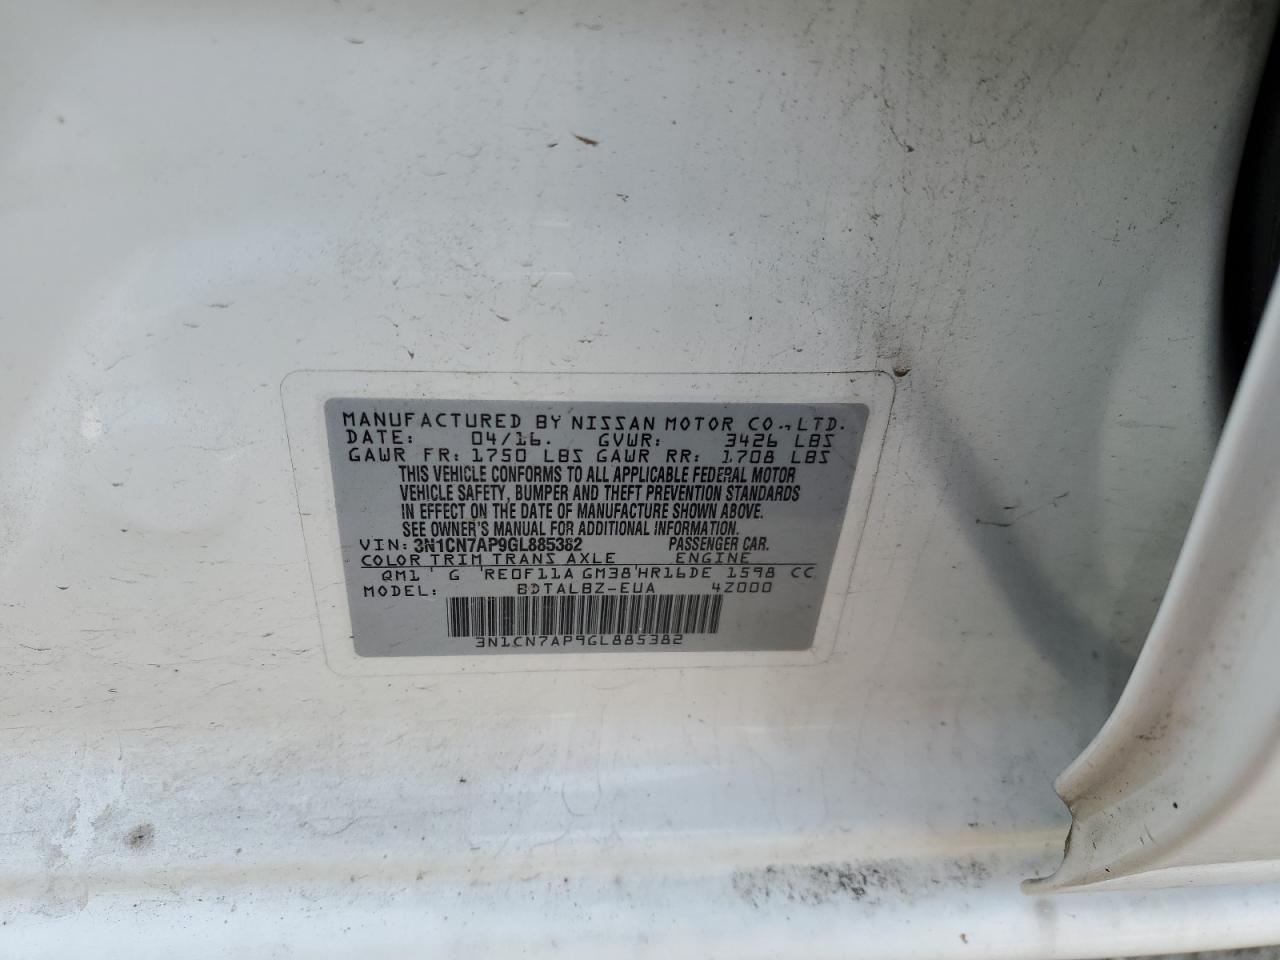 MANUFACTURED BY NISSAN MOTOR CO., LTD.
DATE: 04/16. GVWR: 3426 LBS
GAWR FR: 1750 LBS GAWR RR: 1708 LBS
THIS VEHICLE CONFORMS TO ALL APPLICABLE FEDERAL MOTOR
VEHICLE SAFETY, BUMPER AND THEFT PREVENTION STANDARDS
IN EFFECT ON THE DATE OF MANUFACTURE SHOWN ABOVE.
SEE OWNER'S MANUAL FOR ADDITIONAL INFORMATION.
VIN: 3N1CN7AP9GL885382 PASSENGER CAR.
COLOR TRIM TRANS AXLE ENGINE
QM1 ' G 'RE0F11A GM38'HR16DE 1598 CC
MODEL: BDTALBZ-EUA 4Z000
3N1CN7AP9GL885382